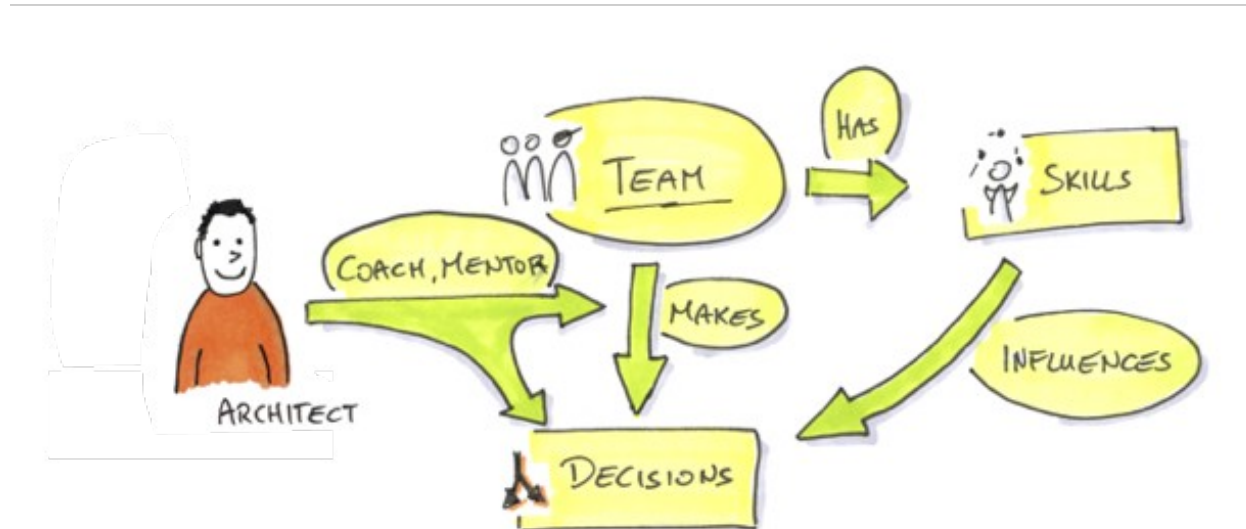 HAS
TEAM
SKILLS
COACH, MENTOR
MAKES
INFLUENCES
ARCHITECT
DECISIONS